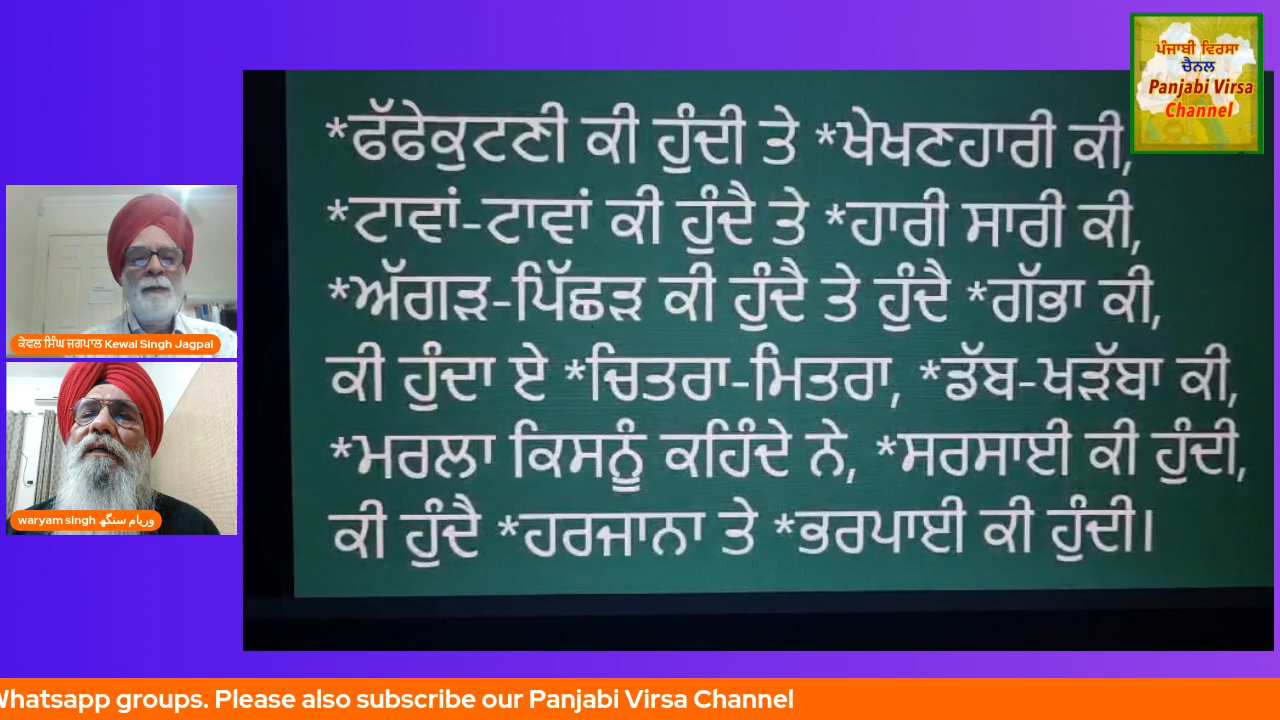 ਪੰਜਾਬੀ ਵਿਰਸਾ
ਚੈਨਲ
Panjabi Virsa
Channel
*ਫੱਫੇਕੁਟਣੀ ਕੀ ਹੁੰਦੀ ਤੇ *ਖੇਖਣਹਾਰੀ ਕੀ,
*ਟਾਵਾਂ-ਟਾਵਾਂ ਕੀ ਹੁੰਦੈ ਤੇ *ਹਾਰੀ ਸਾਰੀ ਕੀ,
*ਅੱਗੜ-ਪਿੱਛੜ ਕੀ ਹੁੰਦੈ ਤੇ ਹੁੰਦੈ *ਗੱਭਾ ਕੀ,
ਕੀ ਹੁੰਦਾ ਏ *ਚਿਤਰਾ-ਮਿਤਰਾ, *ਡੱਬ-ਖੜੱਬਾ ਕੀ,
*ਮਰਲਾ ਕਿਸਨੂੰ ਕਹਿੰਦੇ ਨੇ, *ਸਰਸਾਈ ਕੀ ਹੁੰਦੀ,
ਕੀ ਹੁੰਦੈ *ਹਰਜਾਨਾ ਤੇ *ਭਰਪਾਈ ਕੀ ਹੁੰਦੀ।
ਕੇਵਲ ਸਿੰਘ ਜਗਪਾਲ Kewal Singh Jagpal
waryam singh وریام سنگھ
Whatsapp groups. Please also subscribe our Panjabi Virsa Channel